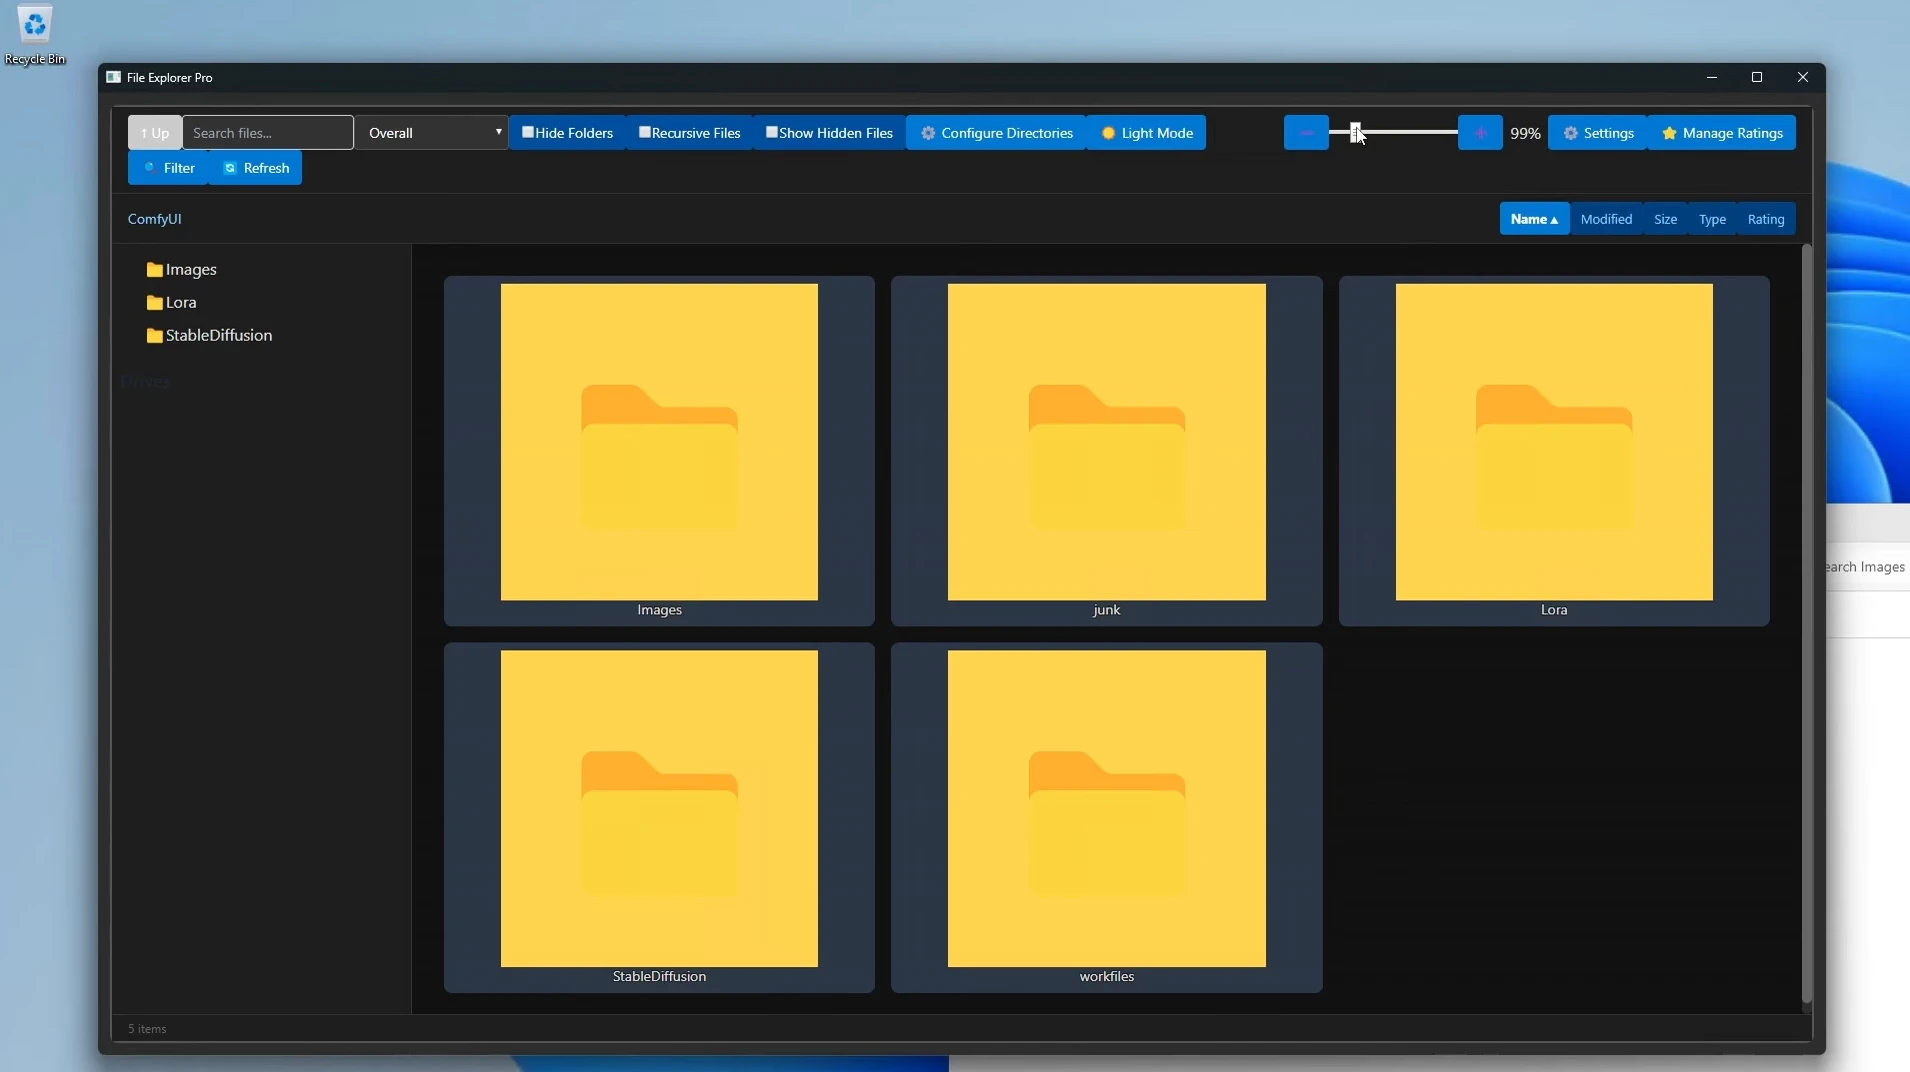 Recycle Bin
File Explorer Pro
↑ Up Search files... Overall Hide Folders Recursive Files Show Hidden Files Configure Directories Light Mode 99% Settings Manage Ratings
Filter Refresh
ComfyUI Name ▲ Modified Size Type Rating
Images
Lora
StableDiffusion
Drives
Images junk Lora
StableDiffusion workfiles
5 items
earch Images